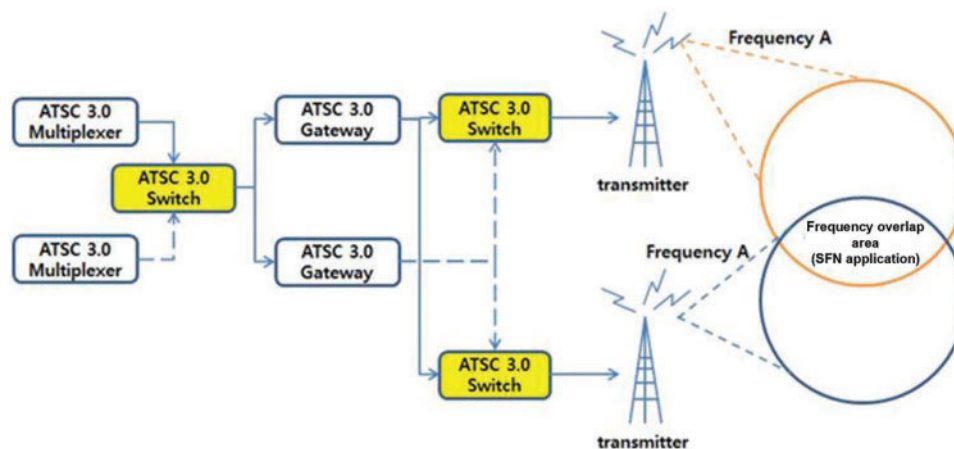 ATSC 3.0
Multiplexer
ATSC 3.0
Multiplexer
ATSC 3.0
Switch
ATSC 3.0
Gateway
ATSC 3.0
Gateway
ATSC 3.0
Switch
ATSC 3.0
Switch
transmitter
Frequency A
Frequency A
transmitter
Frequency overlap
area
(SFN application)